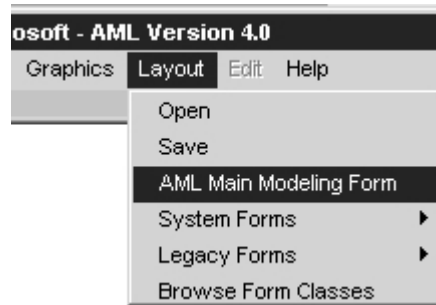 osoft - AML Version 4.0
Graphics Layout Edit Help
Open
Save
AML Main Modeling Form
System Forms
Legacy Forms
Browse Form Classes